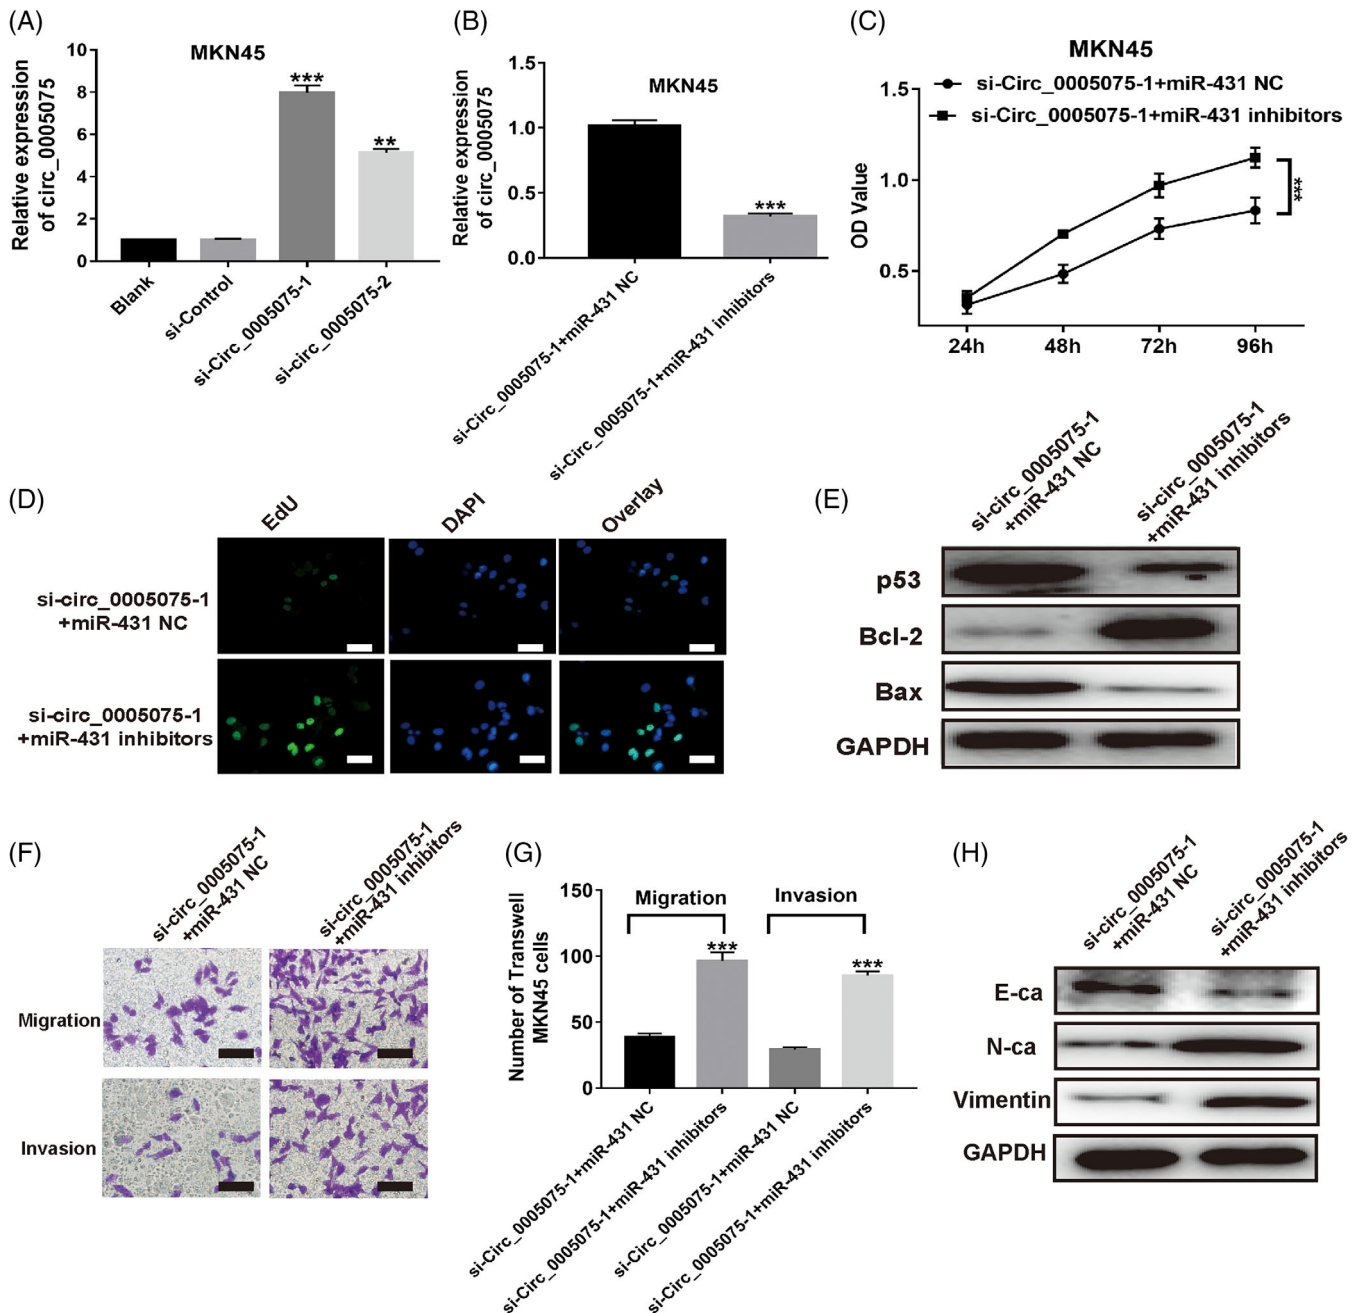 (A)
MKN45
Relative expression
of circ_0005075
10
8
6
4
2
0
***
**
Blank
si-Control
si-Circ_0005075-1
si-circ_0005075-2
(B)
MKN45
Relative expression
of circ_0005075
1.5
1.0
0.5
0.0
***
si-Circ_0005075-1+miR-431 NC
si-Circ_0005075-1+miR-431 inhibitors
(C)
MKN45
si-Circ_0005075-1+miR-431 NC
si-Circ_0005075-1+miR-431 inhibitors
OD Value
1.5
1.0
0.5
***
24h
48h
72h
96h
(D)
EdU
DAPI
Overlay
si-circ_0005075-1
+miR-431 NC
si-circ_0005075-1
+miR-431 inhibitors
(E)
si-circ_0005075-1
+miR-431 NC
si-circ_0005075-1
+miR-431 inhibitors
p53
Bcl-2
Bax
GAPDH
(F)
si-circ_0005075-1
+miR-431 NC
si-circ_0005075-1
+miR-431 inhibitors
Migration
Invasion
(G)
Number of Transwell
MKN45 cells
150
100
50
0
Migration
Invasion
***
***
si-Circ_0005075-1+miR-431 NC
si-Circ_0005075-1+miR-431 inhibitors
si-Circ_0005075-1+miR-431 NC
si-Circ_0005075-1+miR-431 inhibitors
(H)
si-circ_0005075-1
+miR-431 NC
si-circ_0005075-1
+miR-431 inhibitors
E-ca
N-ca
Vimentin
GAPDH